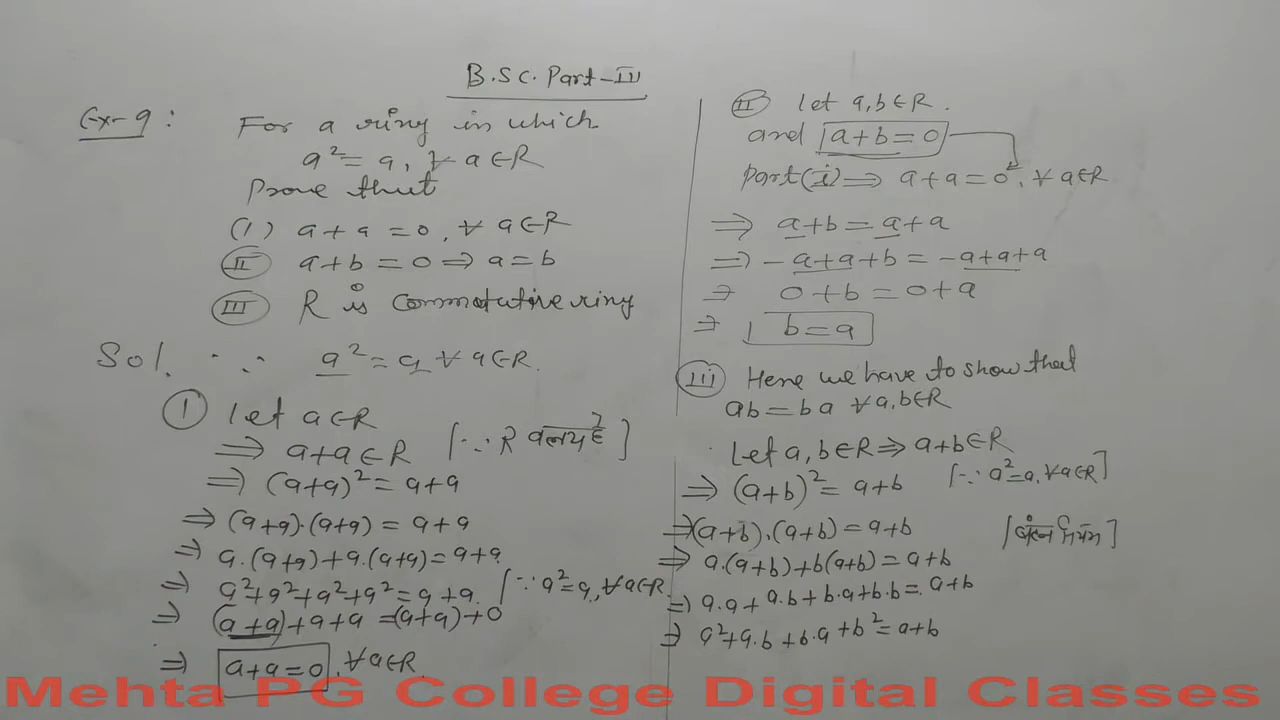 B.SC. Part-III
Ex-9: For a ring in which
a² = a, ∀ a∈R
Prove that
(1) a+a=0, ∀ a∈R
(II) a+b=0 ⇒ a=b
(III) R is Commutative ring
Sol. ∵ a²=a ∀ a∈R.
(I) Let a∈R
⇒ a+a∈R [∵ R वलय है]
⇒ (a+a)² = a+a
⇒ (a+a)·(a+a) = a+a
⇒ a·(a+a)+a·(a+a)=a+a
⇒ a²+a²+a²+a²=a+a. [∵ a²=a, ∀a∈R
⇒ (a+a)+a+a=(a+a)+0
⇒ a+a=0, ∀a∈R
(II) let a,b∈R.
and a+b=0
Part(i)⇒ a+a=0, ∀ a∈R
⇒ a+b=a+a
⇒ -a+a+b=-a+a+a
⇒ 0+b=0+a
⇒ b=a
(III) Here we have to show that
ab=ba ∀a,b∈R
Let a,b∈R⇒ a+b∈R
⇒ (a+b)² = a+b [∵ a²=a, ∀a∈R]
⇒(a+b)·(a+b)=a+b [बंटन नियम]
⇒ a·(a+b)+b(a+b)=a+b
⇒ a·a+a·b+b·a+b·b=a+b
⇒ a²+a·b+b·a+b²=a+b
Mehta PG College Digital Classes